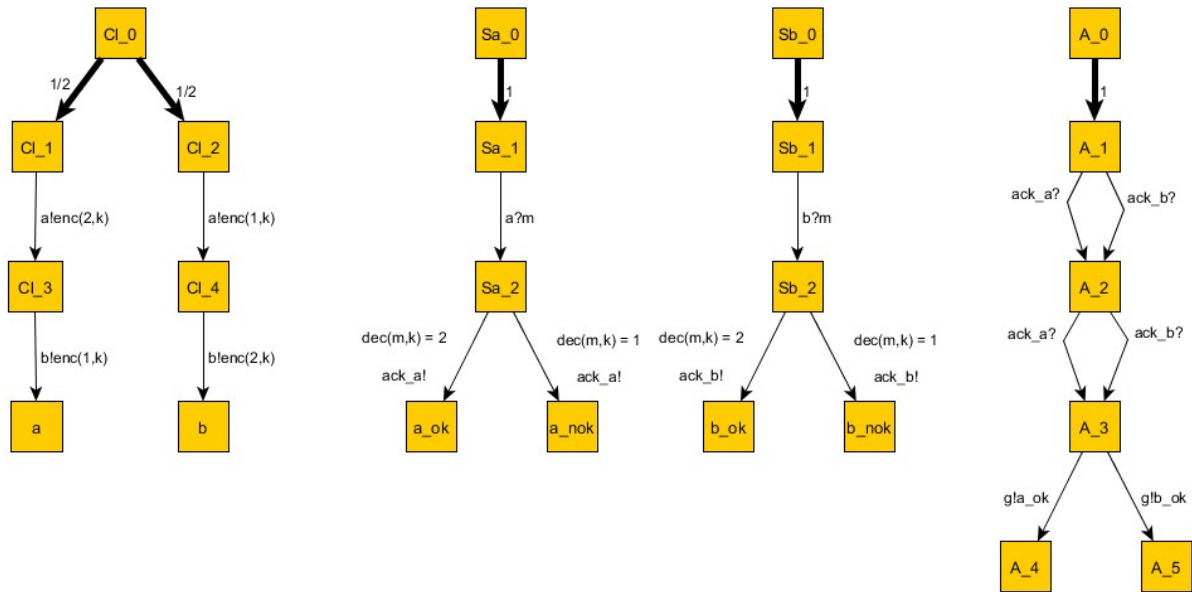 Cl_0
Sa_0
Sb_0
A_0
1/2
1/2
1
1
1
Cl_1
Cl_2
Sa_1
Sb_1
A_1
ack_a?
ack_b?
a!enc(2,k)
a!enc(1,k)
a?m
b?m
Cl_3
Cl_4
Sa_2
Sb_2
A_2
dec(m,k) = 2
dec(m,k) = 1
dec(m,k) = 2
dec(m,k) = 1
ack_a?
ack_b?
b!enc(1,k)
b!enc(2,k)
ack_a!
ack_a!
ack_b!
ack_b!
a
b
a_ok
a_nok
b_ok
b_nok
A_3
g!a_ok
g!b_ok
A_4
A_5